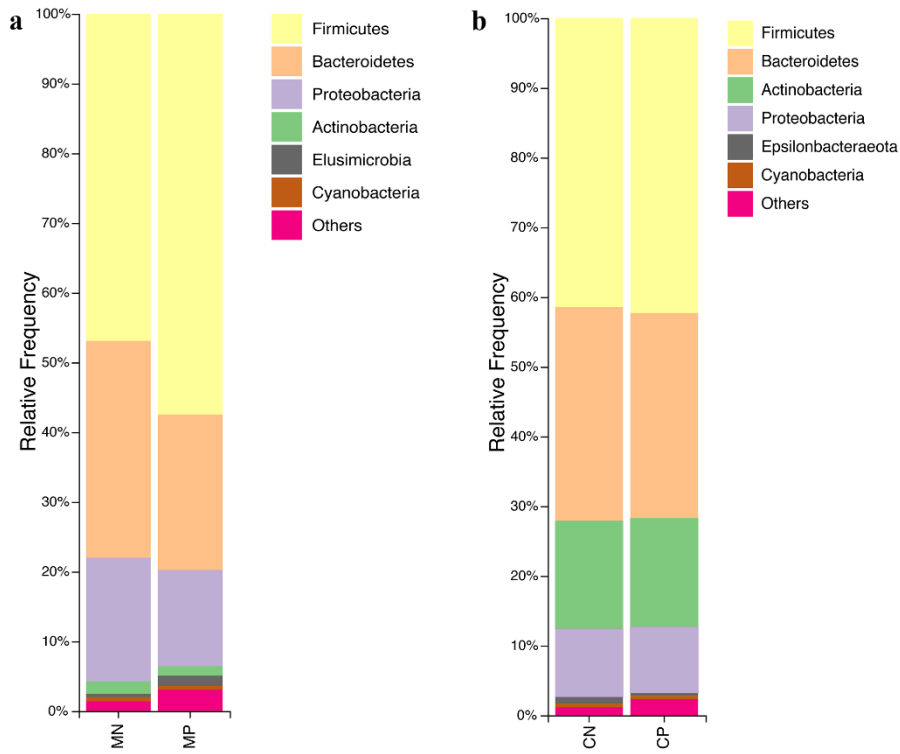 a
100%
90%
80%
70%
60%
50%
40%
30%
20%
10%
0%
Relative Frequency
MN
MP
Firmicutes
Bacteroidetes
Proteobacteria
Actinobacteria
Elusimicrobia
Cyanobacteria
Others
b
100%
90%
80%
70%
60%
50%
40%
30%
20%
10%
0%
Relative Frequency
CN
CP
Firmicutes
Bacteroidetes
Actinobacteria
Proteobacteria
Epsilonbacteraeota
Cyanobacteria
Others